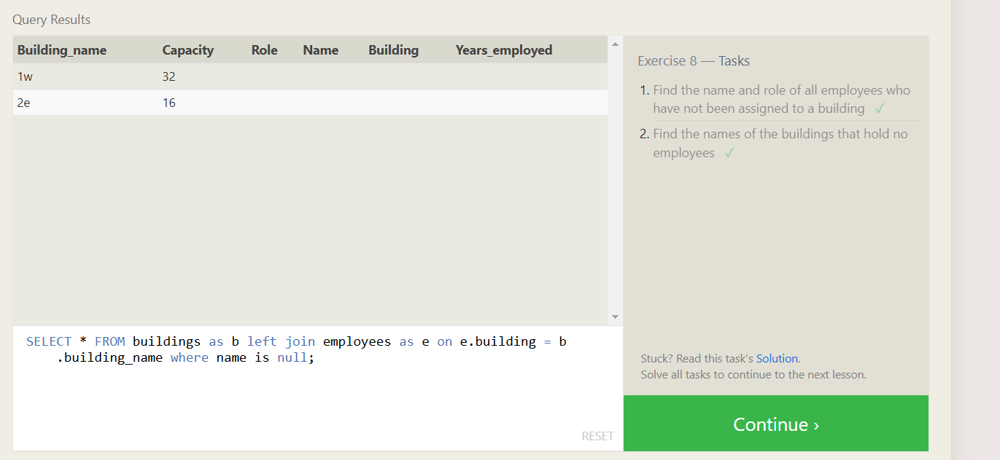 Query Results
Building_name Capacity Role Name Building Years_employed
1w 32
2e 16
SELECT * FROM buildings as b left join employees as e on e.building = b
.building_name where name is null;
RESET
Exercise 8 — Tasks
1. Find the name and role of all employees who
have not been assigned to a building ✓
2. Find the names of the buildings that hold no
employees ✓
Stuck? Read this task's Solution.
Solve all tasks to continue to the next lesson.
Continue ›